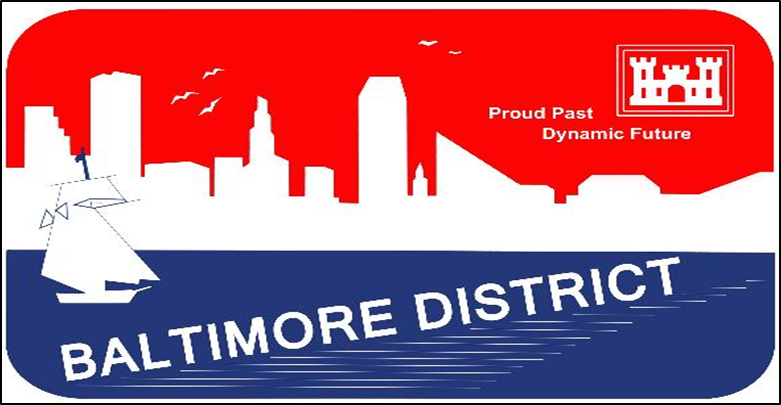 Proud Past
Dynamic Future
BALTIMORE DISTRICT